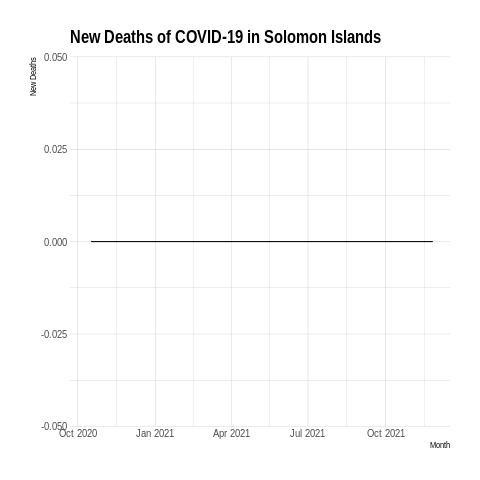 New Deaths of COVID-19 in Solomon Islands
New Deaths
0.050
0.025
0.000
-0.025
-0.050
Oct 2020 Jan 2021 Apr 2021 Jul 2021 Oct 2021
Month